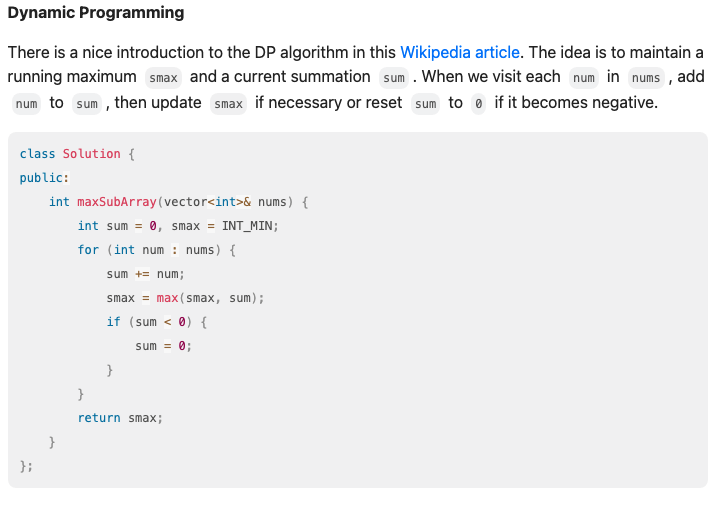 Dynamic Programming
There is a nice introduction to the DP algorithm in this Wikipedia article. The idea is to maintain a
running maximum smax and a current summation sum . When we visit each num in nums , add
num to sum , then update smax if necessary or reset sum to 0 if it becomes negative.
class Solution {
public:
    int maxSubArray(vector<int>& nums) {
        int sum = 0, smax = INT_MIN;
        for (int num : nums) {
            sum += num;
            smax = max(smax, sum);
            if (sum < 0) {
                sum = 0;
            }
        }
        return smax;
    }
};